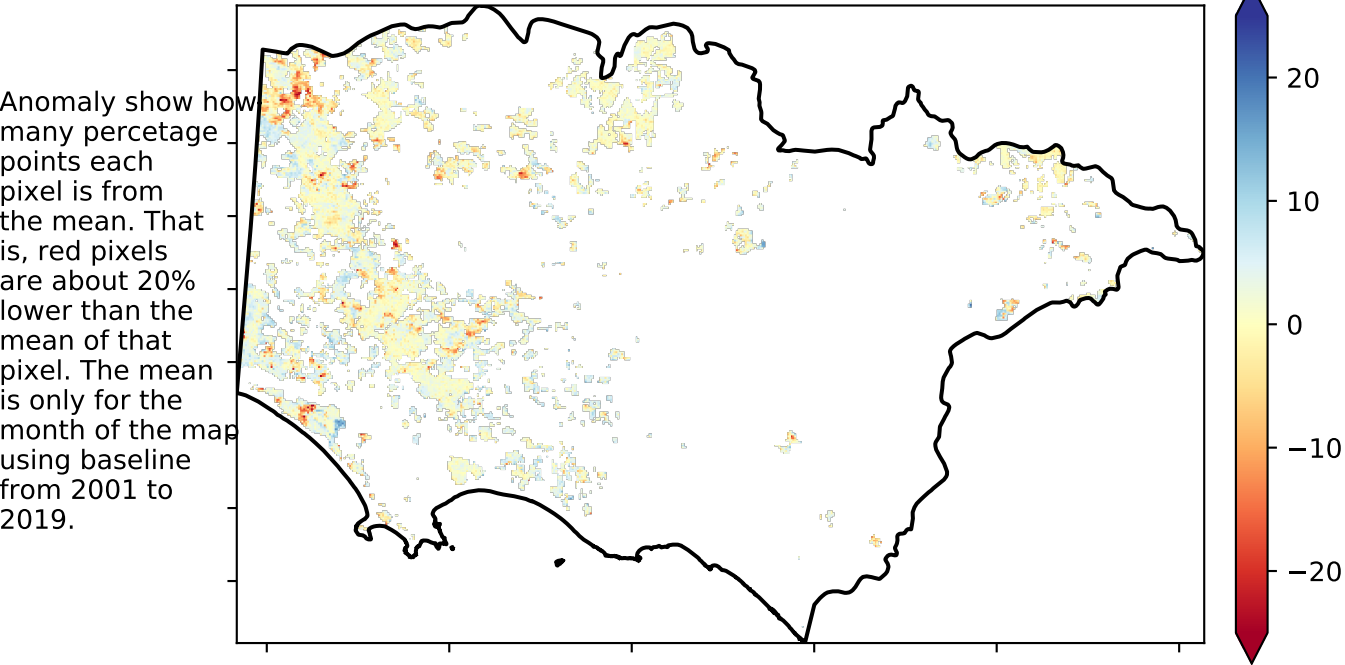 Anomaly show how
many percetage
points each
pixel is from
the mean. That
is, red pixels
are about 20%
lower than the
mean of that
pixel. The mean
is only for the
month of the map
using baseline
from 2001 to
2019.
20
10
0
−10
−20